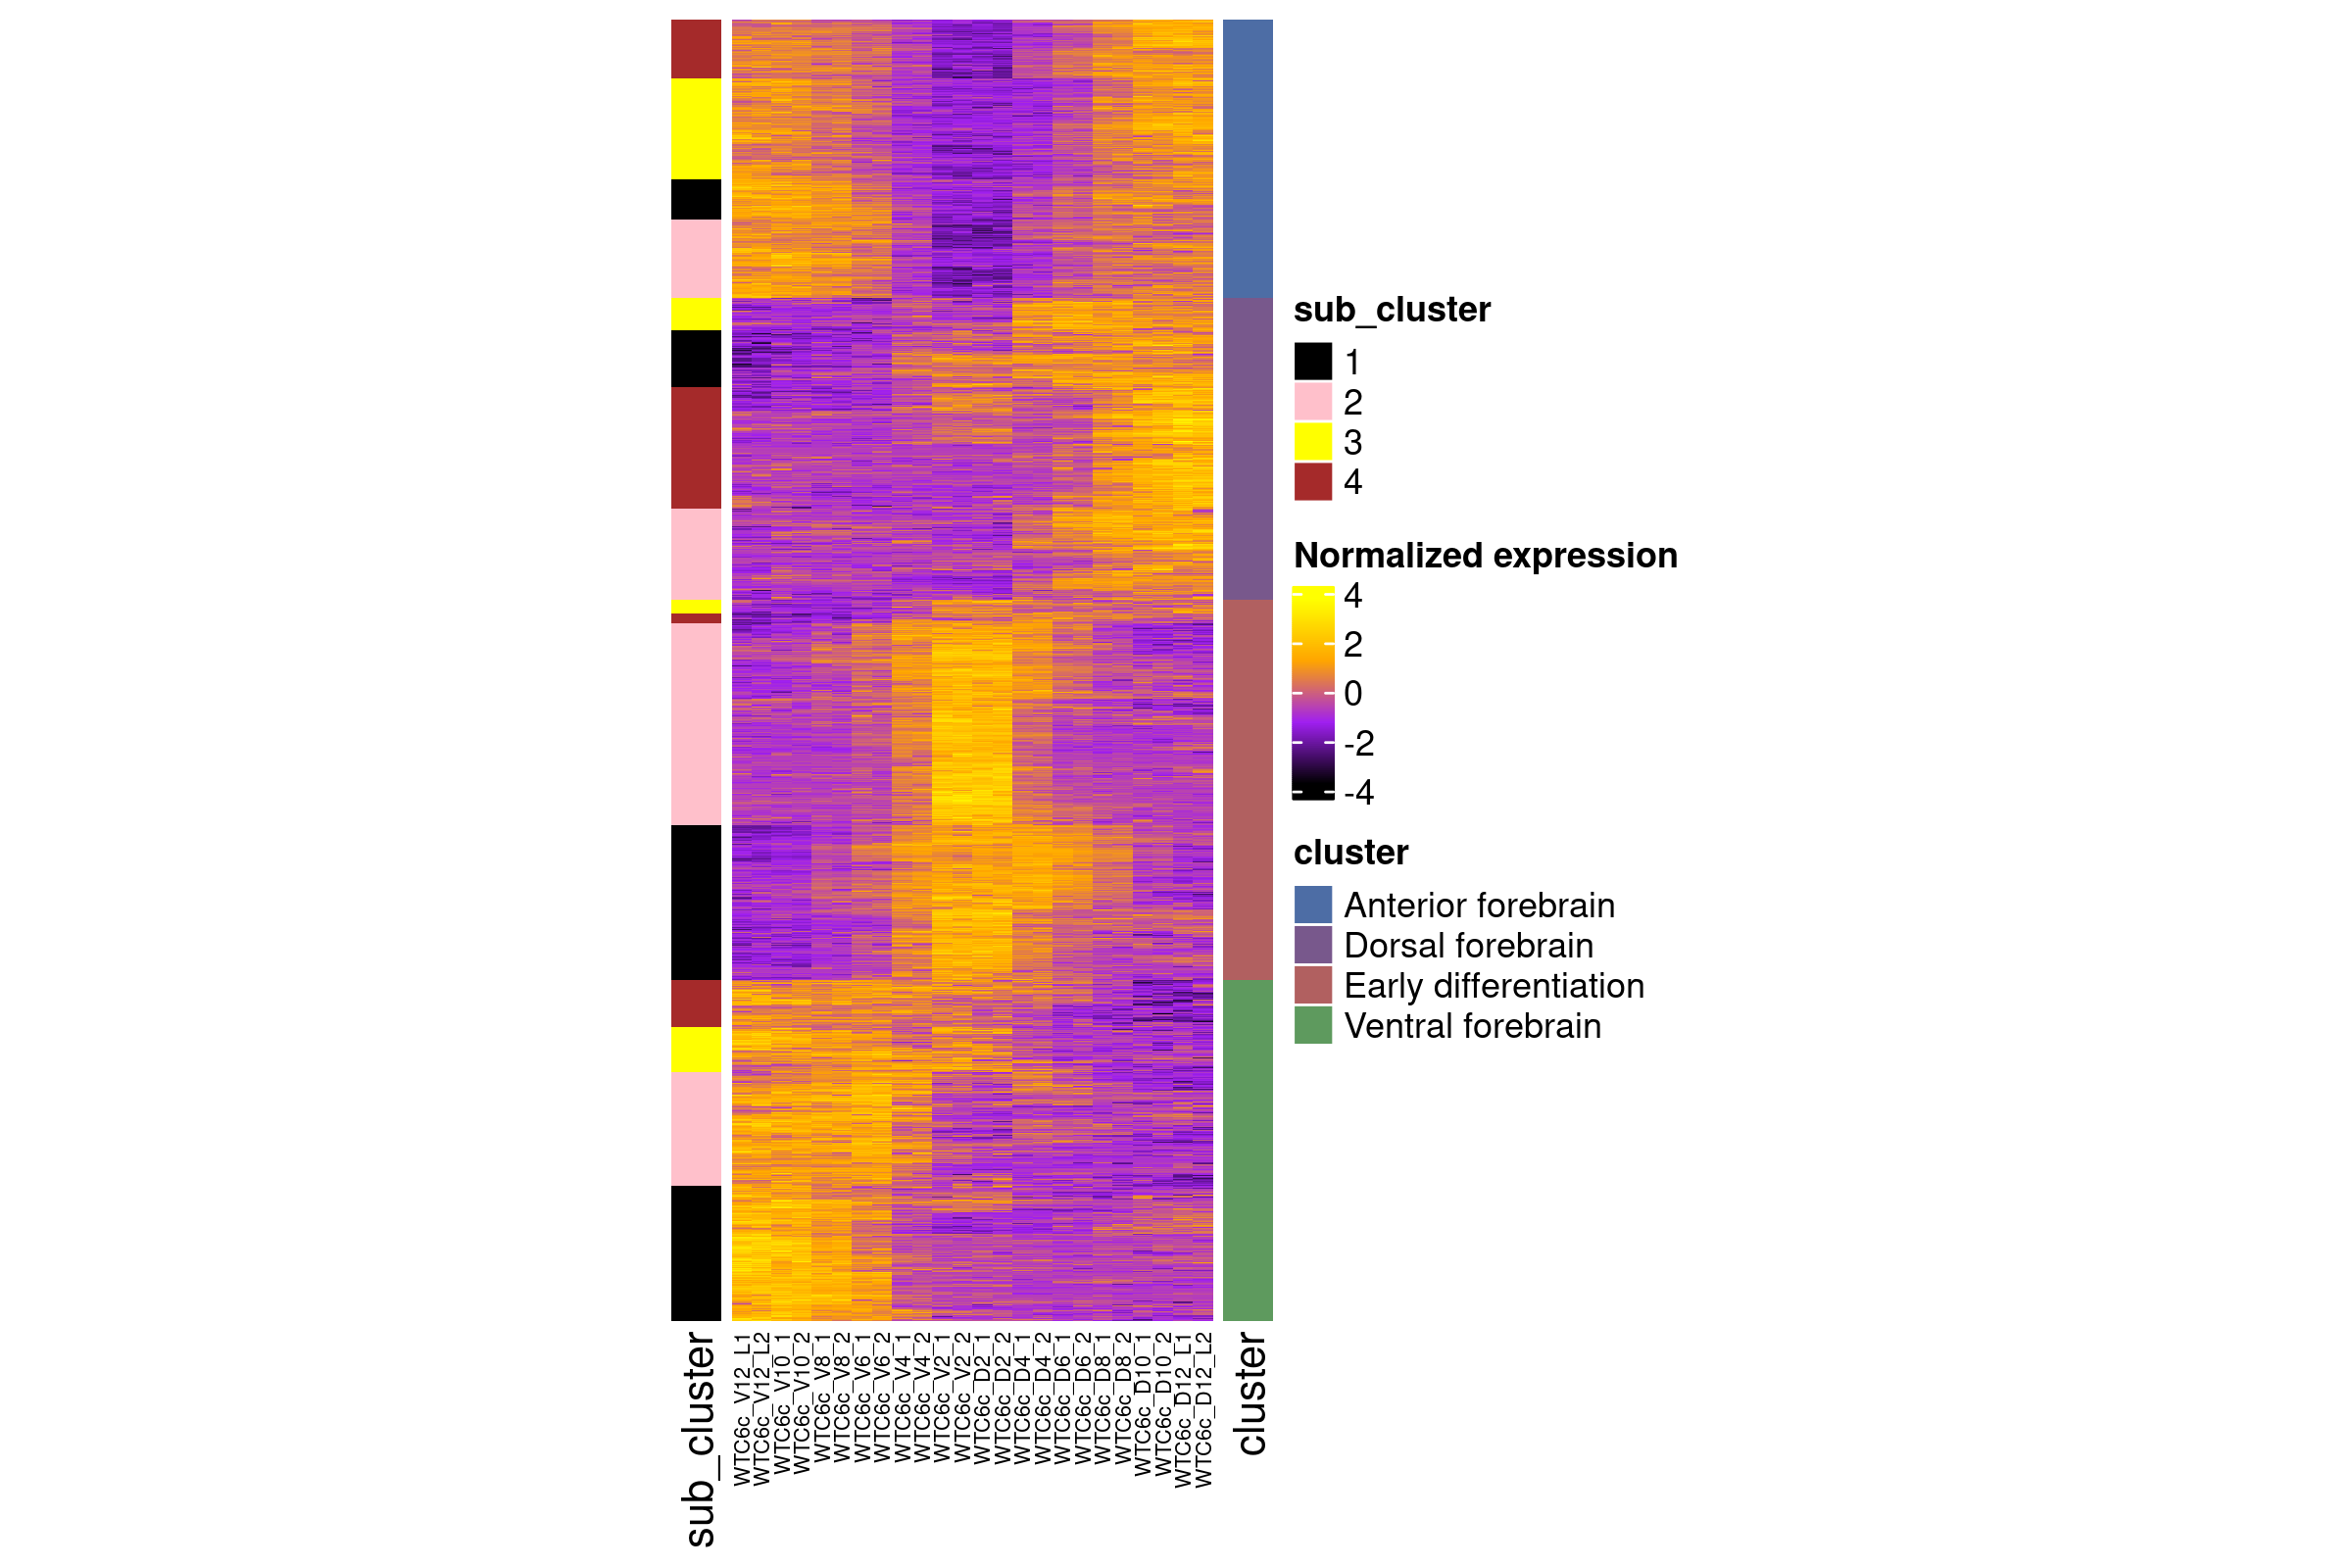 sub_cluster
1
2
3
4
Normalized expression
4
2
0
-2
-4
cluster
Anterior forebrain
Dorsal forebrain
Early differentiation
Ventral forebrain
sub_cluster
WTC6c_V12_L1
WTC6c_V12_L2
WTC6c_V10_1
WTC6c_V10_2
WTC6c_V8_1
WTC6c_V8_2
WTC6c_V6_1
WTC6c_V6_2
WTC6c_V4_1
WTC6c_V4_2
WTC6c_V2_1
WTC6c_V2_2
WTC6c_D2_1
WTC6c_D2_2
WTC6c_D4_1
WTC6c_D4_2
WTC6c_D6_1
WTC6c_D6_2
WTC6c_D8_1
WTC6c_D8_2
WTC6c_D10_1
WTC6c_D10_2
WTC6c_D12_L1
WTC6c_D12_L2
cluster